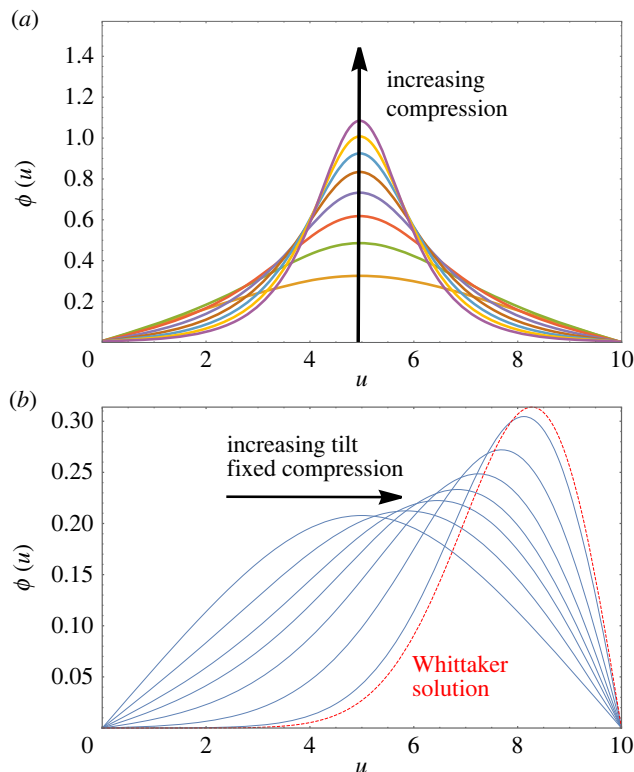 (a)
1.4
1.2
1.0
0.8
0.6
0.4
0.2
ϕ (u)
increasing
compression
0 2 4 6 8 10
u
(b)
0.30
0.25
0.20
0.15
0.10
0.05
ϕ (u)
increasing tilt
fixed compression
Whittaker
solution
0 2 4 6 8 10
u